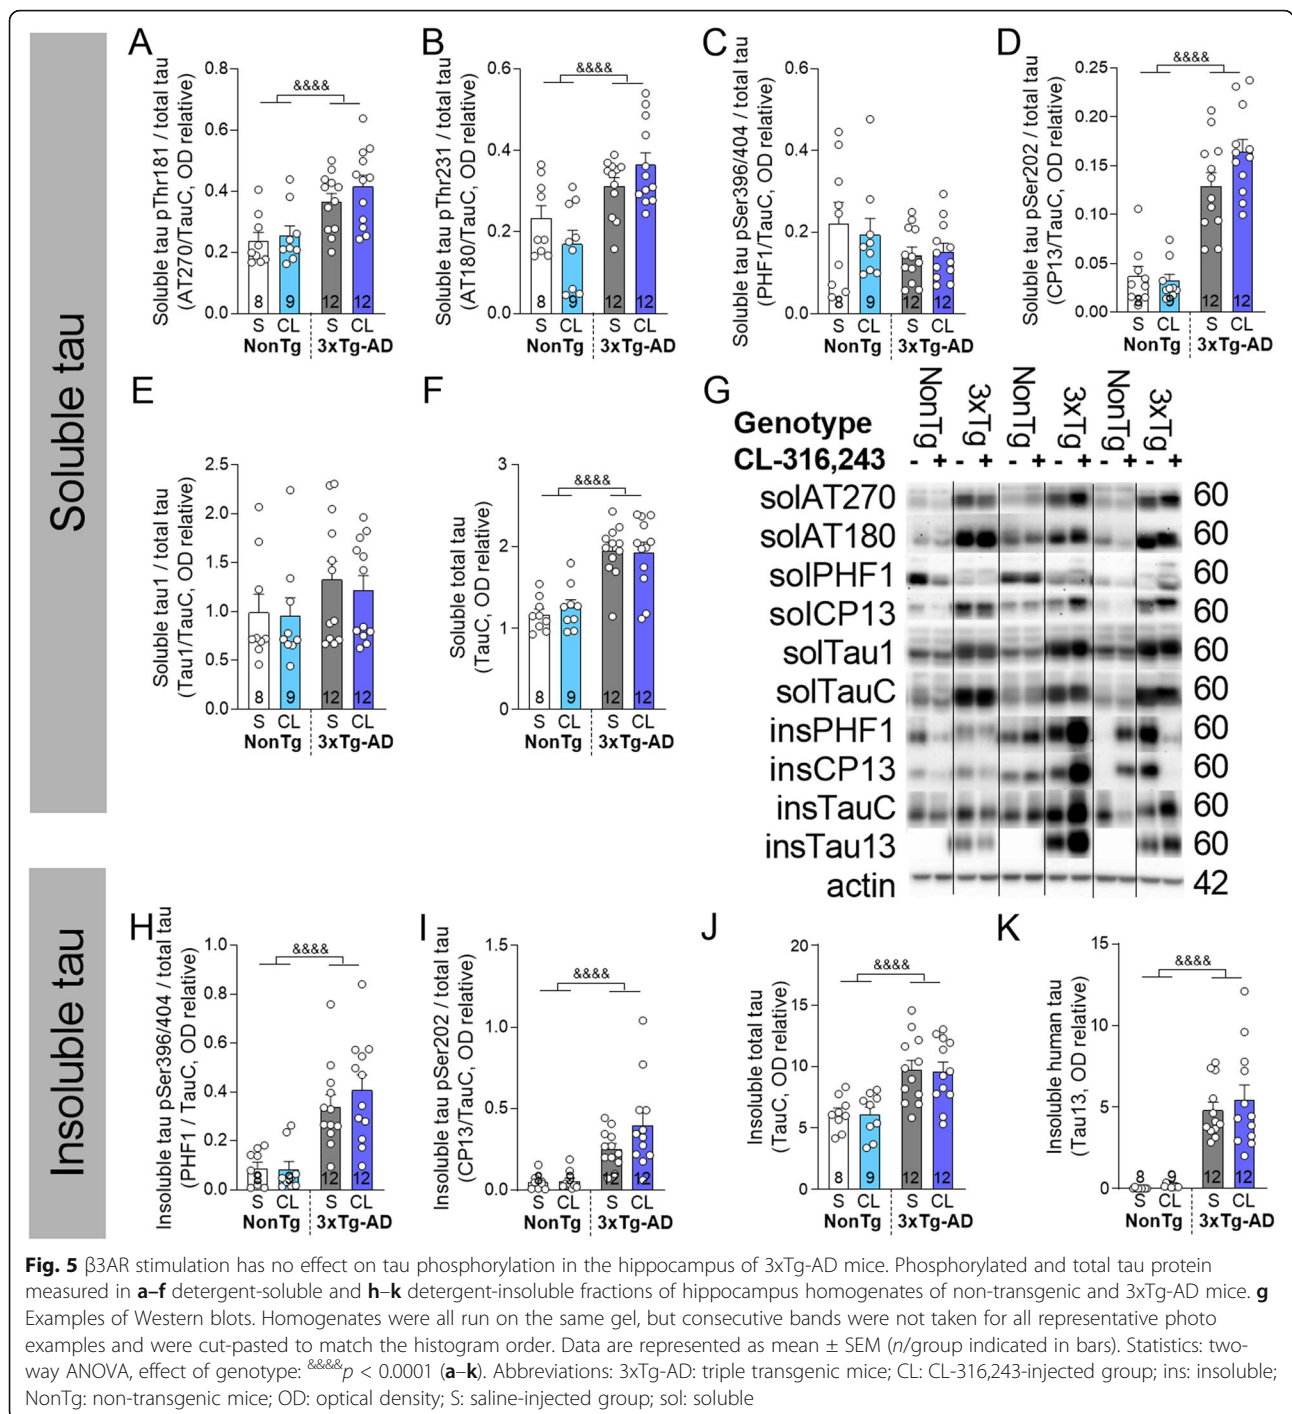 Soluble tau
A
Soluble tau pThr181 / total tau
(AT270/TauC, OD relative)
0.8
0.6
0.4
0.2
0.0
&&&&
8 9 12 12
S CL S CL
NonTg 3xTg-AD
B
Soluble tau pThr231 / total tau
(AT180/TauC, OD relative)
0.6
0.4
0.2
0.0
&&&&
8 9 12 12
S CL S CL
NonTg 3xTg-AD
C
Soluble tau pSer396/404 / total tau
(PHF1/TauC, OD relative)
0.6
0.4
0.2
0.0
8 9 12 12
S CL S CL
NonTg 3xTg-AD
D
Soluble tau pSer202 / total tau
(CP13/TauC, OD relative)
0.25
0.20
0.15
0.10
0.05
0.00
&&&&
8 9 12 12
S CL S CL
NonTg 3xTg-AD
E
Soluble tau1 / total tau
(Tau1/TauC, OD relative)
2.5
2.0
1.5
1.0
0.5
0.0
8 9 12 12
S CL S CL
NonTg 3xTg-AD
F
Soluble total tau
(TauC, OD relative)
3
2
1
0
&&&&
8 9 12 12
S CL S CL
NonTg 3xTg-AD
G
Genotype NonTg 3xTg NonTg 3xTg NonTg 3xTg
CL-316,243 - + - + - + - + - + - +
solAT270 60
solAT180 60
solPHF1 60
solCP13 60
solTau1 60
solTauC 60
insPHF1 60
insCP13 60
insTauC 60
insTau13 60
actin 42
Insoluble tau
H
Insoluble tau pSer396/404 / total tau
(PHF1 / TauC, OD relative)
1.0
0.8
0.6
0.4
0.2
0.0
&&&&
8 9 12 12
S CL S CL
NonTg 3xTg-AD
I
Insoluble tau pSer202 / total tau
(CP13/TauC, OD relative)
1.5
1.0
0.5
0.0
&&&&
8 9 12 12
S CL S CL
NonTg 3xTg-AD
J
Insoluble total tau
(TauC, OD relative)
20
15
10
5
0
&&&&
8 9 12 12
S CL S CL
NonTg 3xTg-AD
K
Insoluble human tau
(Tau13, OD relative)
15
10
5
0
&&&&
8 9 12 12
S CL S CL
NonTg 3xTg-AD
Fig. 5 β3AR stimulation has no effect on tau phosphorylation in the hippocampus of 3xTg-AD mice. Phosphorylated and total tau protein
measured in a–f detergent-soluble and h–k detergent-insoluble fractions of hippocampus homogenates of non-transgenic and 3xTg-AD mice. g
Examples of Western blots. Homogenates were all run on the same gel, but consecutive bands were not taken for all representative photo
examples and were cut-pasted to match the histogram order. Data are represented as mean ± SEM (n/group indicated in bars). Statistics: two-
way ANOVA, effect of genotype: &&&&p < 0.0001 (a–k). Abbreviations: 3xTg-AD: triple transgenic mice; CL: CL-316,243-injected group; ins: insoluble;
NonTg: non-transgenic mice; OD: optical density; S: saline-injected group; sol: soluble